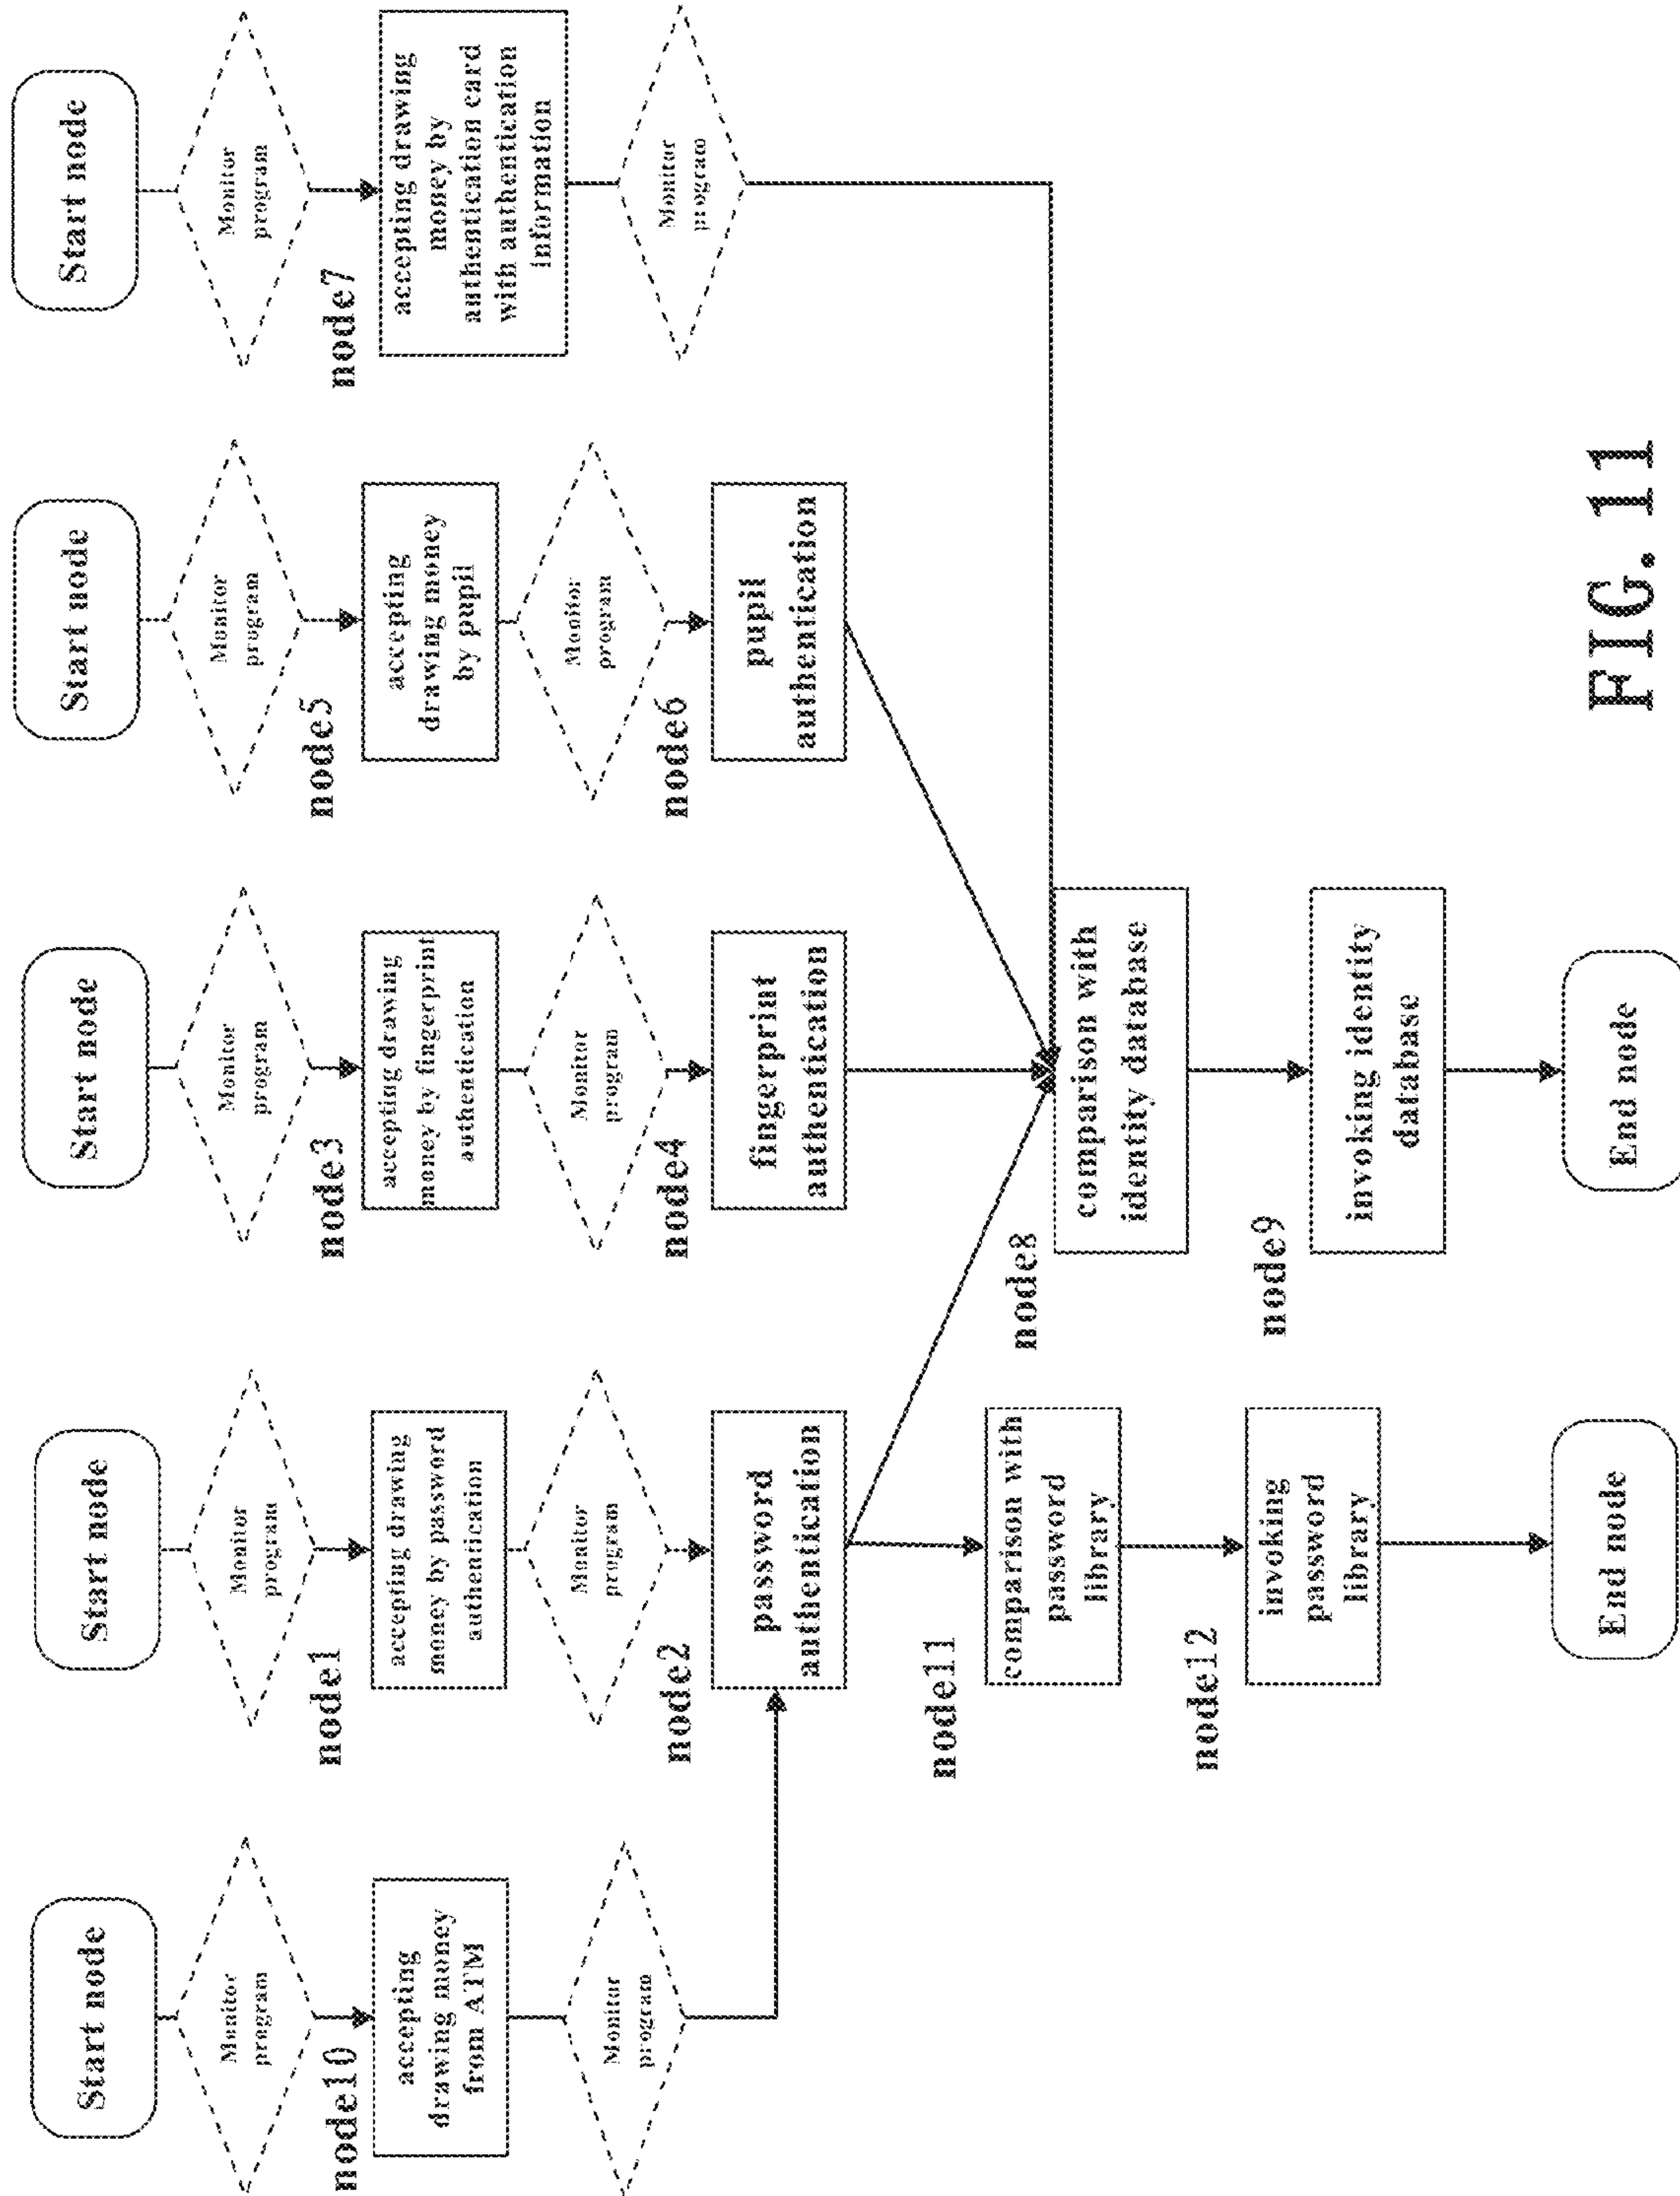 Start node
Start node
Start node
Start node
Start node
Monitor
program
Monitor
program
Monitor
program
Monitor
program
Monitor
program
node10
node1
node3
node5
node7
accepting
drawing money
from ATM
accepting drawing
money by password
authentication
accepting drawing
money by fingerprint
authentication
accepting
drawing money
by pupil
accepting drawing
money by
authentication card
with authentication
information
Monitor
program
Monitor
program
Monitor
program
Monitor
program
Monitor
program
node2
node4
node6
password
authentication
fingerprint
authentication
pupil
authentication
node11
node8
comparison with
password
library
comparison with
identity database
node12
node9
invoking
password
library
invoking identity
database
End node
End node
FIG. 11